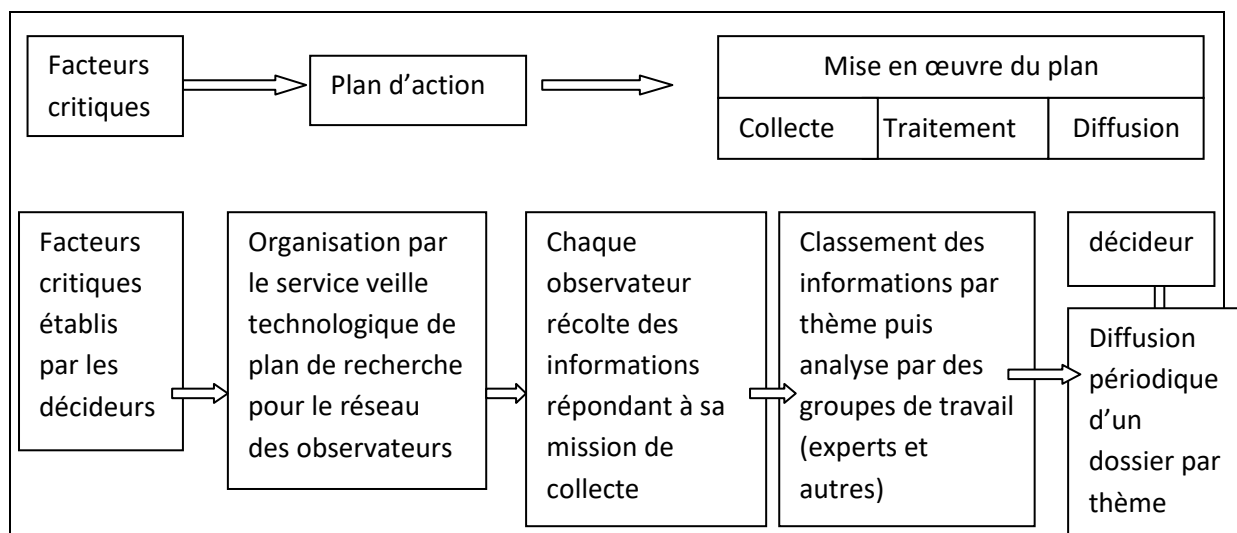 Facteurs
critiques
Plan d’action
Mise en œuvre du plan
Collecte
Traitement
Diffusion
Facteurs
critiques
établis
par les
décideurs
Organisation par
le service veille
technologique de
plan de recherche
pour le réseau
des observateurs
Chaque
observateur
récolte des
informations
répondant à sa
mission de
collecte
Classement des
informations par
thème puis
analyse par des
groupes de travail
(experts et
autres)
décideur
Diffusion
périodique
d’un
dossier par
thème